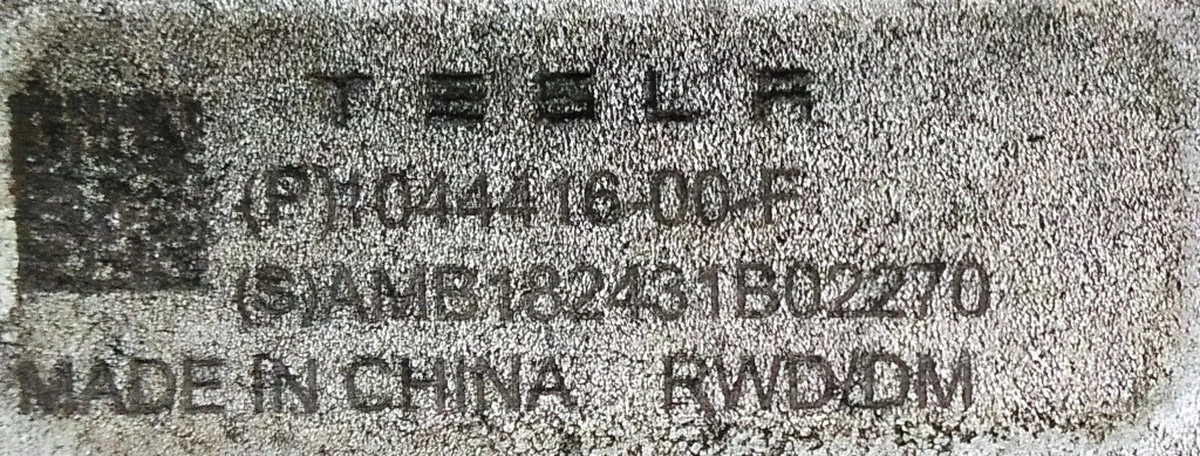 TESLA
(P)1044416-00-F
(S)AMB182431B02270
MADE IN CHINA RWD/DM